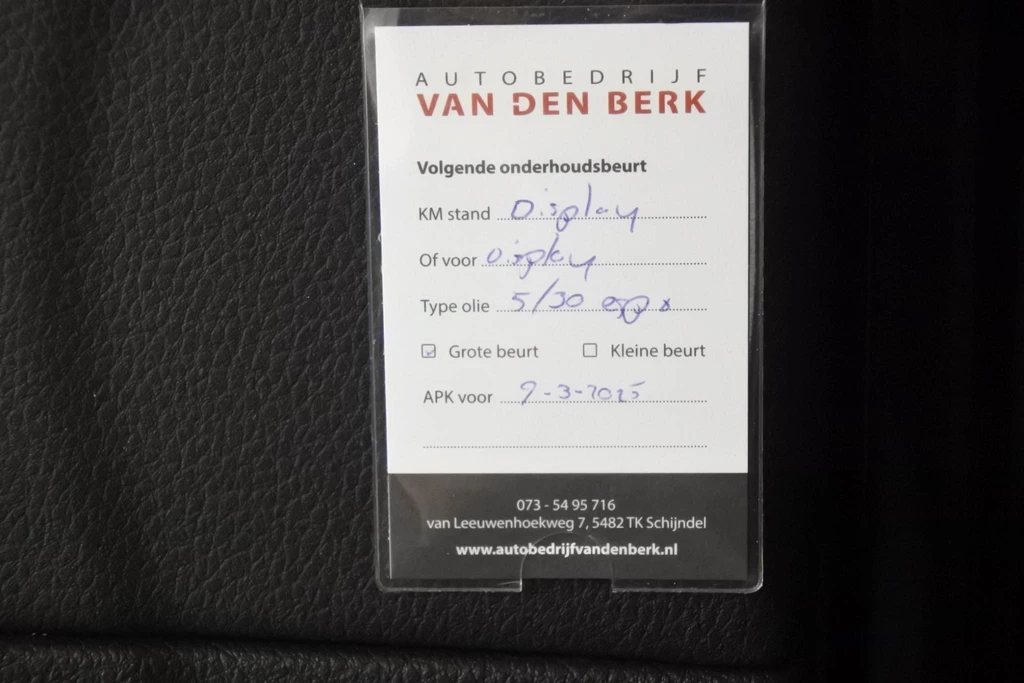 AUTOBEDRIJF
VAN DEN BERK
Volgende onderhoudsbeurt
KM stand Display
Of voor Display
Type olie 5/30
Grote beurt Kleine beurt
APK voor 9-3-2025
073 - 54 95 716
van Leeuwenhoekweg 7, 5482 TK Schijndel
www.autobedrijfvandenberk.nl